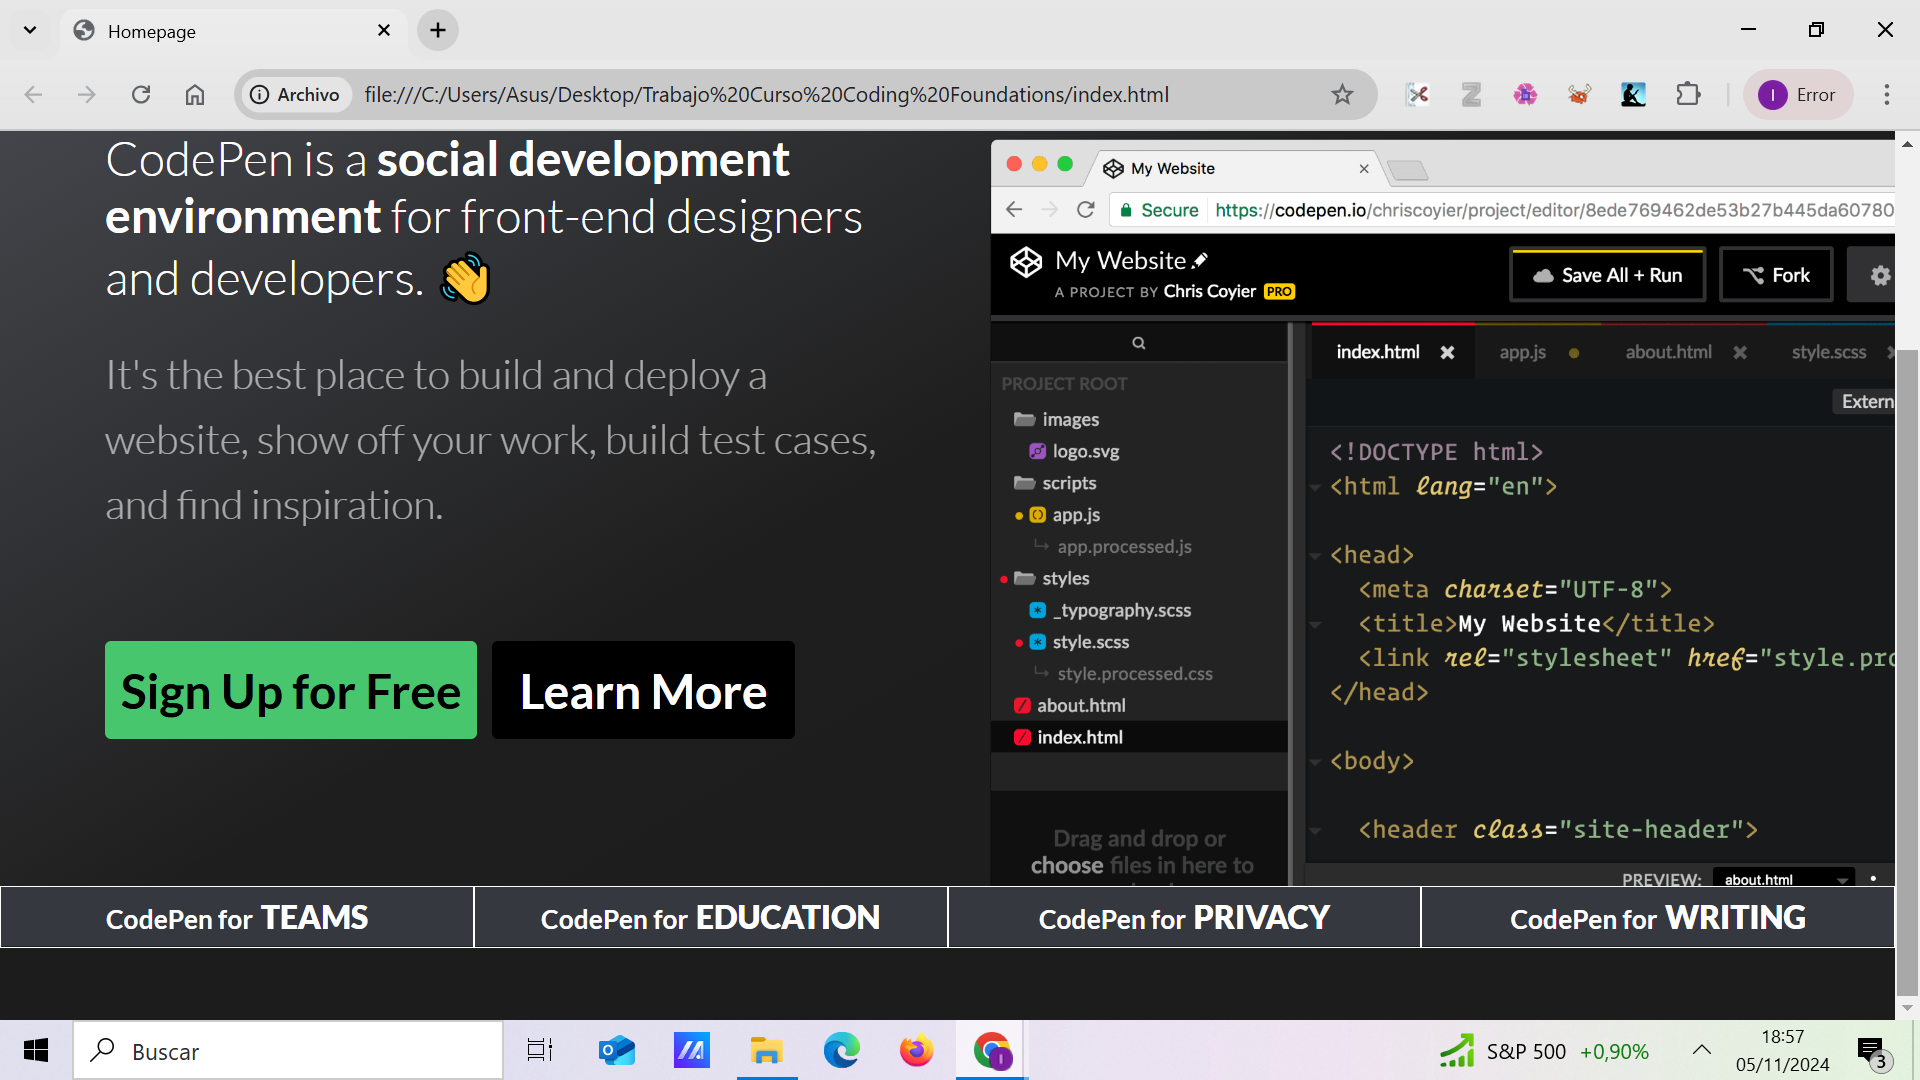 Homepage
Archivo
file:///C:/Users/Asus/Desktop/Trabajo%20Curso%20Coding%20Foundations/index.html
I
Error
CodePen is a social development
environment for front-end designers
and developers. 👋
It's the best place to build and deploy a
website, show off your work, build test cases,
and find inspiration.
Sign Up for Free
Learn More
My Website
Secure
https://codepen.io/chriscoyier/project/editor/8ede769462de53b27b445da60780
My Website
A PROJECT BY Chris Coyier PRO
Save All + Run
Fork
PROJECT ROOT
images
logo.svg
scripts
app.js
app.processed.js
styles
_typography.scss
style.scss
style.processed.css
about.html
index.html
Drag and drop or
choose files in here to
index.html
app.js
about.html
style.scss
Extern
<!DOCTYPE html>
<html lang="en">
<head>
<meta charset="UTF-8">
<title>My Website</title>
<link rel="stylesheet" href="style.pro
</head>
<body>
<header class="site-header">
PREVIEW:
about.html
CodePen for TEAMS
CodePen for EDUCATION
CodePen for PRIVACY
CodePen for WRITING
Buscar
S&P 500 +0,90%
18:57
05/11/2024
3